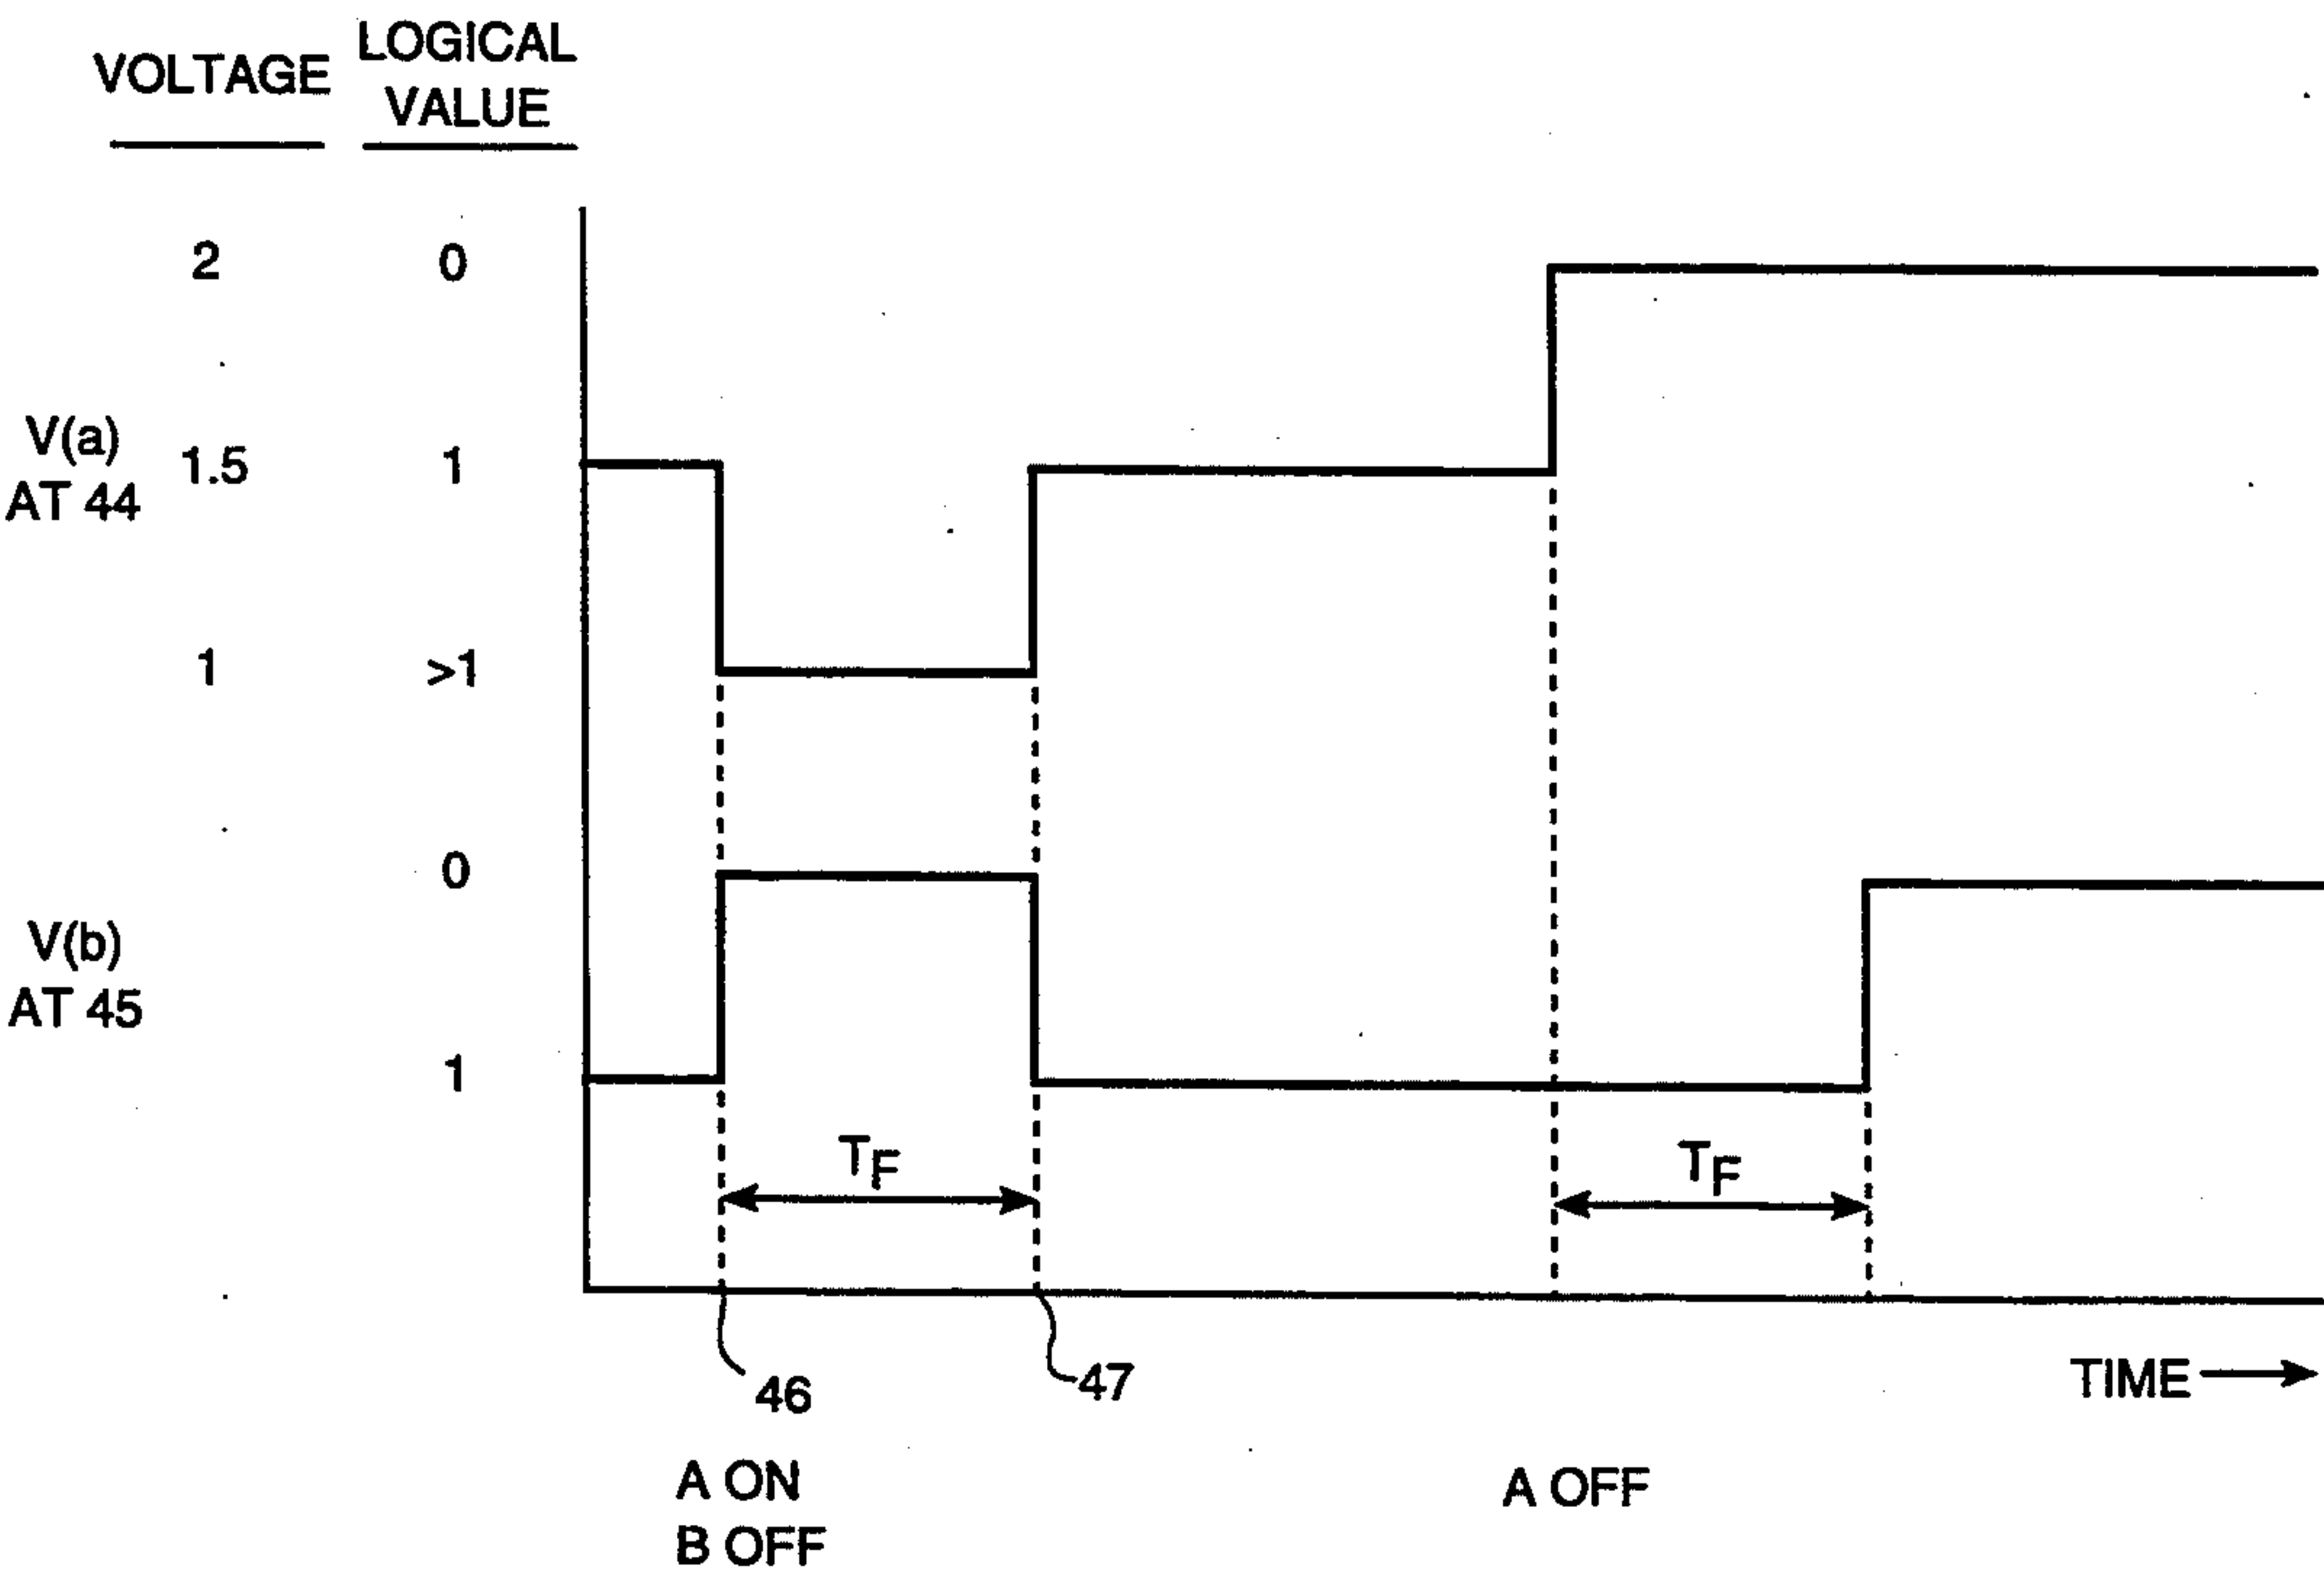 VOLTAGE
LOGICAL
VALUE
2 0
V(a)
AT 44
1.5 1
1 >1
0
V(b)
AT 45
1
TF TF
46
47
TIME
A ON
B OFF
A OFF